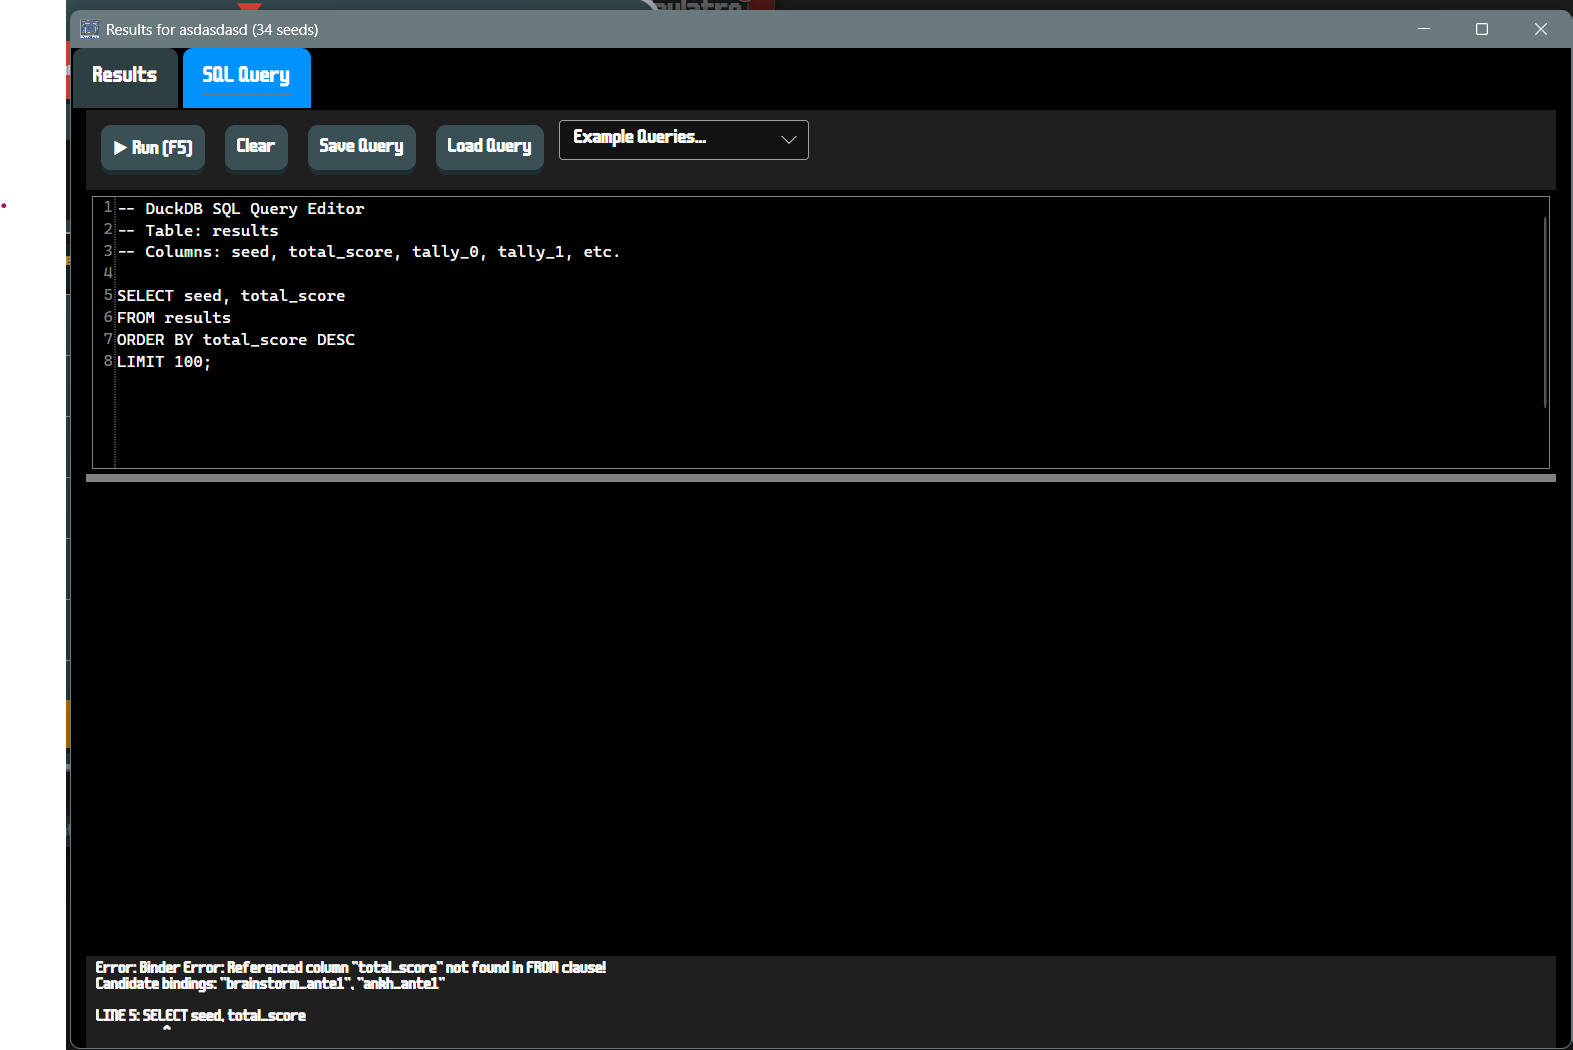 Results for asdasdasd (34 seeds)
Results
SQL Query
▶ Run (F5)
Clear
Save Query
Load Query
Example Queries...
1 -- DuckDB SQL Query Editor
2 -- Table: results
3 -- Columns: seed, total_score, tally_0, tally_1, etc.
4
5 SELECT seed, total_score
6 FROM results
7 ORDER BY total_score DESC
8 LIMIT 100;
Error: Binder Error: Referenced column "total_score" not found in FROM clause!
Candidate bindings: "brainstorm_ante1", "ankh_ante1"
LINE 5: SELECT seed, total_score
^